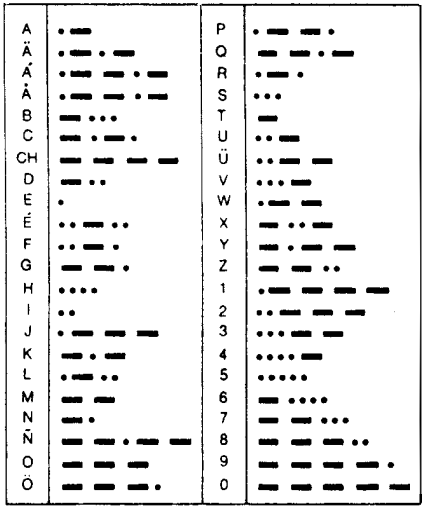 A · —
Ä · — · —
Á · — — · —
Å · — — · —
B — · · ·
C — · — ·
CH — — — —
D — · ·
E ·
É · · — · ·
F · · — ·
G — — ·
H · · · ·
I · ·
J · — — —
K — · —
L · — · ·
M — —
N — ·
Ñ — — · — —
O — — —
Ö — — — ·
P · — — ·
Q — — · —
R · — ·
S · · ·
T —
U · · —
Ü · · — —
V · · · —
W · — —
X — · · —
Y — · — —
Z — — · ·
1 · — — — —
2 · · — — —
3 · · · — —
4 · · · · —
5 · · · · ·
6 — · · · ·
7 — — · · ·
8 — — — · ·
9 — — — — ·
0 — — — — —